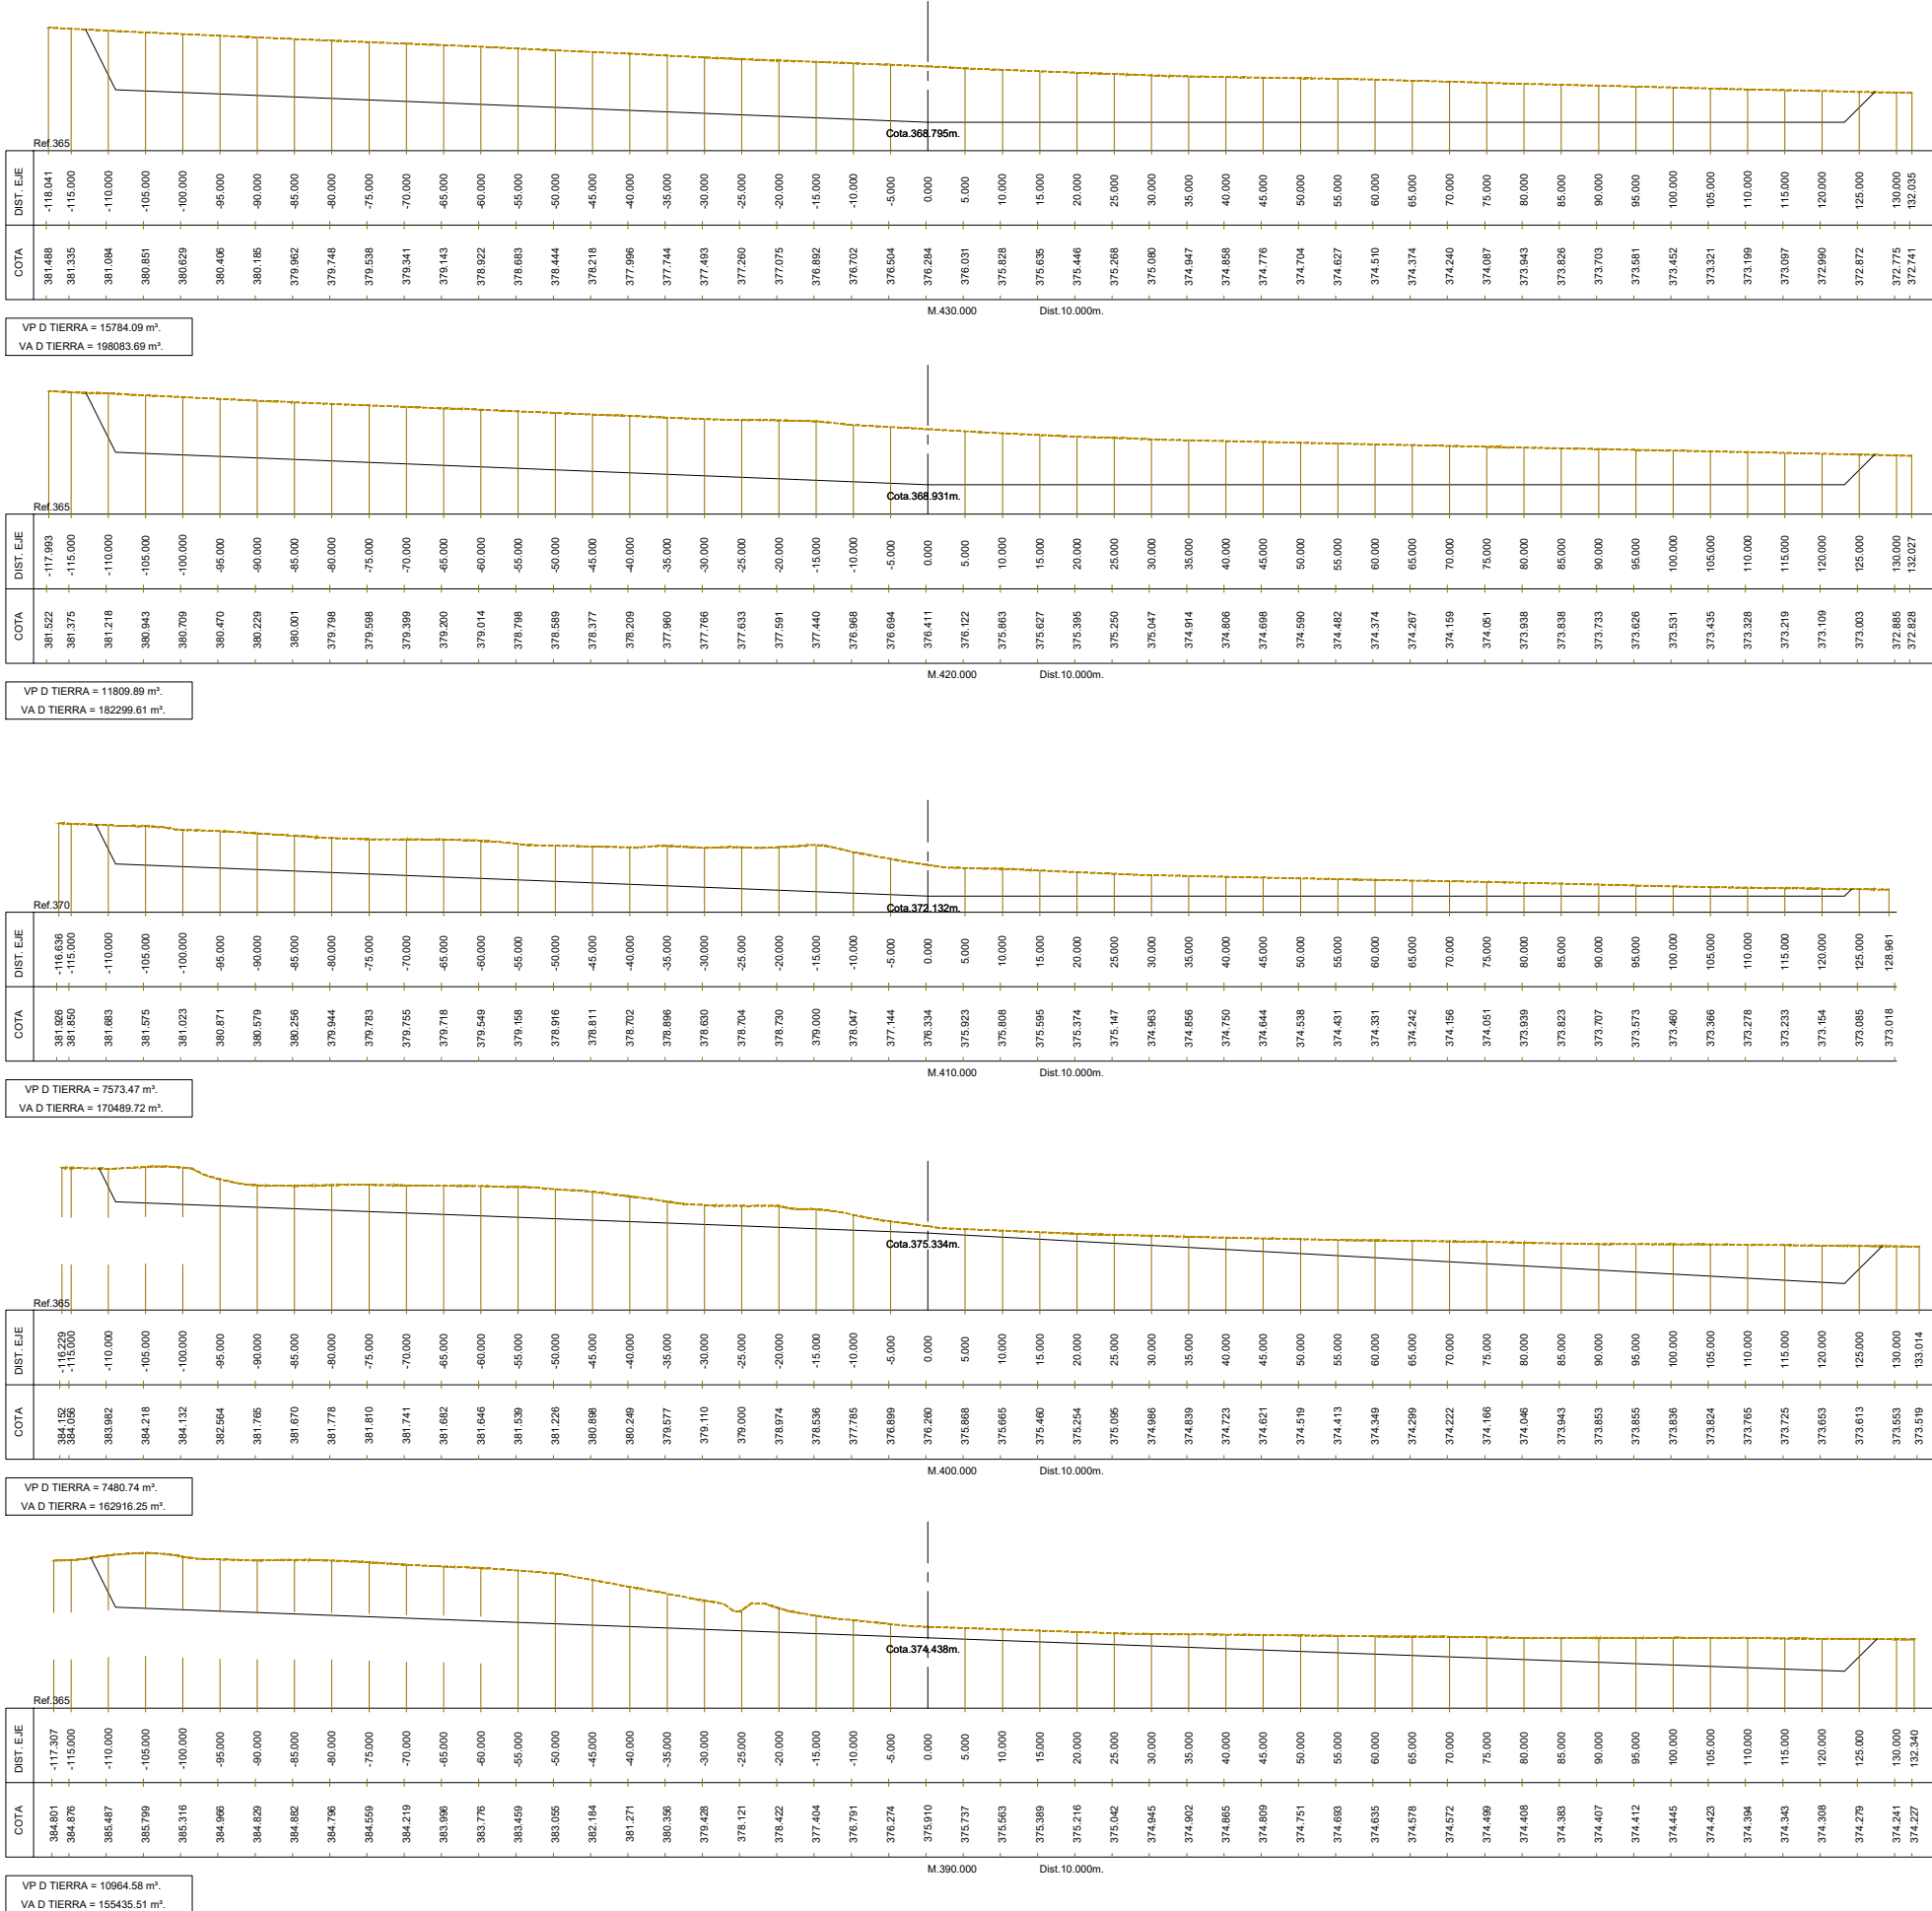 Cota.368.795m.
Ref.365
DIST. EJE -118.041 -115.000 -110.000 -105.000 -100.000 -95.000 -90.000 -85.000 -80.000 -75.000 -70.000 -65.000 -60.000 -55.000 -50.000 -45.000 -40.000 -35.000 -30.000 -25.000 -20.000 -15.000 -10.000 -5.000 0.000 5.000 10.000 15.000 20.000 25.000 30.000 35.000 40.000 45.000 50.000 55.000 60.000 65.000 70.000 75.000 80.000 85.000 90.000 95.000 100.000 105.000 110.000 115.000 120.000 125.000 130.000 132.035
COTA 381.488 381.335 381.084 380.851 380.629 380.406 380.185 379.962 379.748 379.538 379.341 379.143 378.922 378.683 378.444 378.218 377.996 377.744 377.493 377.260 377.075 376.892 376.702 376.504 376.284 376.031 375.828 375.635 375.446 375.268 375.080 374.947 374.858 374.776 374.704 374.627 374.510 374.374 374.240 374.087 373.943 373.826 373.703 373.581 373.452 373.321 373.199 373.097 372.990 372.872 372.775 372.741
M.430.000 Dist.10.000m.
VP D TIERRA = 15784.09 m³.
VA D TIERRA = 198083.69 m³.
Cota.368.931m.
Ref.365
DIST. EJE -117.993 -115.000 -110.000 -105.000 -100.000 -95.000 -90.000 -85.000 -80.000 -75.000 -70.000 -65.000 -60.000 -55.000 -50.000 -45.000 -40.000 -35.000 -30.000 -25.000 -20.000 -15.000 -10.000 -5.000 0.000 5.000 10.000 15.000 20.000 25.000 30.000 35.000 40.000 45.000 50.000 55.000 60.000 65.000 70.000 75.000 80.000 85.000 90.000 95.000 100.000 105.000 110.000 115.000 120.000 125.000 130.000 132.027
COTA 381.522 381.375 381.218 380.943 380.709 380.470 380.229 380.001 379.798 379.598 379.399 379.200 379.014 378.798 378.589 378.377 378.209 377.960 377.766 377.633 377.591 377.440 376.968 376.694 376.411 376.122 375.863 375.627 375.395 375.250 375.047 374.914 374.806 374.698 374.590 374.482 374.374 374.267 374.159 374.051 373.938 373.838 373.733 373.626 373.531 373.435 373.328 373.219 373.109 373.003 372.885 372.828
M.420.000 Dist.10.000m.
VP D TIERRA = 11809.89 m³.
VA D TIERRA = 182299.61 m³.
Cota.372.132m.
Ref.370
DIST. EJE -116.636 -115.000 -110.000 -105.000 -100.000 -95.000 -90.000 -85.000 -80.000 -75.000 -70.000 -65.000 -60.000 -55.000 -50.000 -45.000 -40.000 -35.000 -30.000 -25.000 -20.000 -15.000 -10.000 -5.000 0.000 5.000 10.000 15.000 20.000 25.000 30.000 35.000 40.000 45.000 50.000 55.000 60.000 65.000 70.000 75.000 80.000 85.000 90.000 95.000 100.000 105.000 110.000 115.000 120.000 125.000 128.961
COTA 381.926 381.850 381.683 381.575 381.023 380.871 380.579 380.256 379.944 379.783 379.755 379.718 379.549 379.158 378.916 378.811 378.702 378.896 378.630 378.704 378.730 379.000 378.047 377.144 376.334 375.923 375.808 375.595 375.374 375.147 374.963 374.856 374.750 374.644 374.538 374.431 374.331 374.242 374.156 374.051 373.939 373.823 373.707 373.573 373.460 373.366 373.278 373.233 373.154 373.085 373.018
M.410.000 Dist.10.000m.
VP D TIERRA = 7573.47 m³.
VA D TIERRA = 170489.72 m³.
Cota.375.334m.
Ref.365
DIST. EJE -116.229 -115.000 -110.000 -105.000 -100.000 -95.000 -90.000 -85.000 -80.000 -75.000 -70.000 -65.000 -60.000 -55.000 -50.000 -45.000 -40.000 -35.000 -30.000 -25.000 -20.000 -15.000 -10.000 -5.000 0.000 5.000 10.000 15.000 20.000 25.000 30.000 35.000 40.000 45.000 50.000 55.000 60.000 65.000 70.000 75.000 80.000 85.000 90.000 95.000 100.000 105.000 110.000 115.000 120.000 125.000 130.000 133.014
COTA 384.152 384.056 383.982 384.218 384.132 382.564 381.765 381.670 381.778 381.810 381.741 381.682 381.646 381.539 381.226 380.898 380.249 379.577 379.110 379.000 378.974 378.536 377.785 376.899 376.260 375.868 375.665 375.460 375.254 375.095 374.986 374.839 374.723 374.621 374.519 374.413 374.349 374.299 374.222 374.166 374.046 373.943 373.853 373.855 373.836 373.824 373.765 373.725 373.653 373.613 373.553 373.519
M.400.000 Dist.10.000m.
VP D TIERRA = 7480.74 m³.
VA D TIERRA = 162916.25 m³.
Cota.374.438m.
Ref.365
DIST. EJE -117.307 -115.000 -110.000 -105.000 -100.000 -95.000 -90.000 -85.000 -80.000 -75.000 -70.000 -65.000 -60.000 -55.000 -50.000 -45.000 -40.000 -35.000 -30.000 -25.000 -20.000 -15.000 -10.000 -5.000 0.000 5.000 10.000 15.000 20.000 25.000 30.000 35.000 40.000 45.000 50.000 55.000 60.000 65.000 70.000 75.000 80.000 85.000 90.000 95.000 100.000 105.000 110.000 115.000 120.000 125.000 130.000 132.340
COTA 384.801 384.876 385.487 385.799 385.316 384.966 384.829 384.882 384.796 384.559 384.219 383.996 383.776 383.459 383.055 382.184 381.271 380.356 379.428 378.121 378.422 377.404 376.791 376.274 375.910 375.737 375.563 375.389 375.216 375.042 374.945 374.902 374.865 374.809 374.751 374.693 374.635 374.578 374.572 374.499 374.408 374.383 374.407 374.412 374.445 374.423 374.394 374.343 374.308 374.279 374.241 374.227
M.390.000 Dist.10.000m.
VP D TIERRA = 10964.58 m³.
VA D TIERRA = 155435.51 m³.